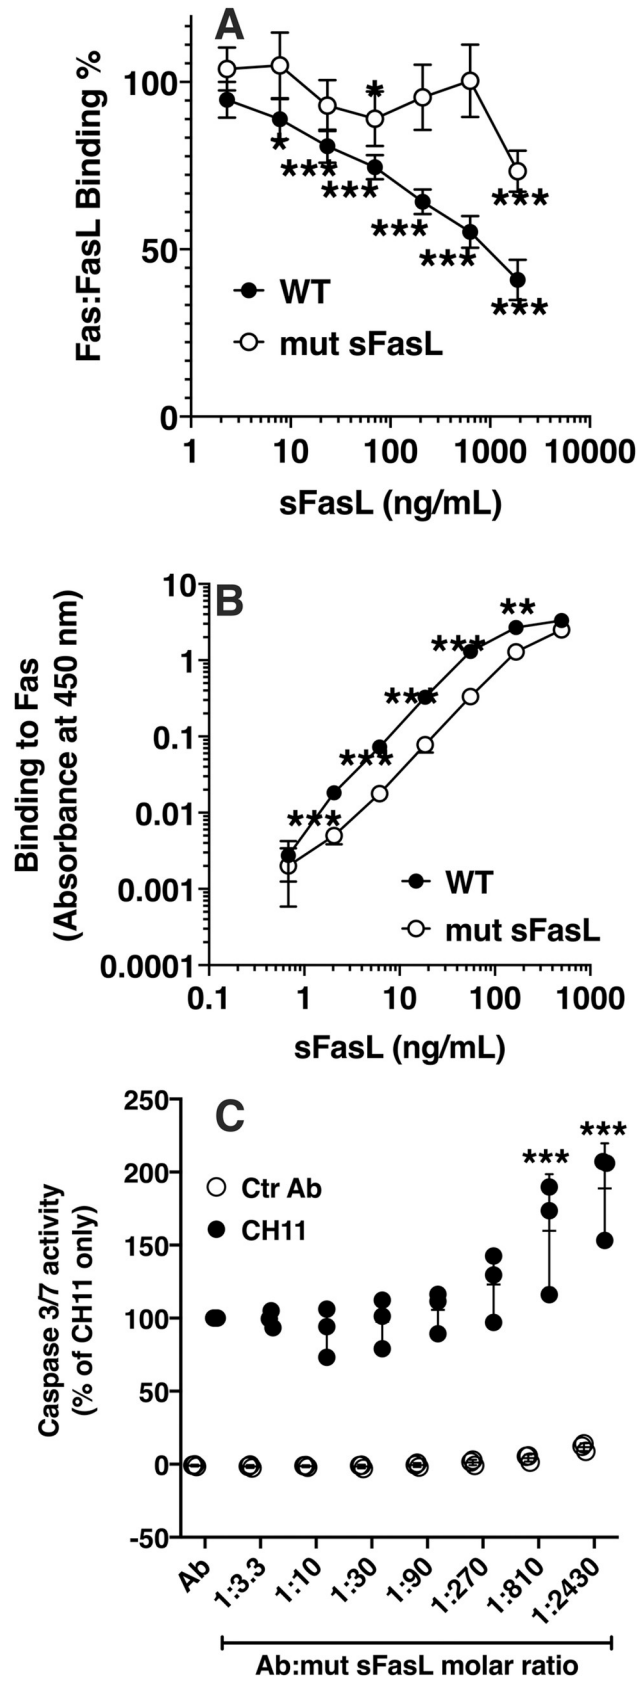 A
Fas:FasL Binding %
100
50
0
*
*
***
***
***
***
***
***
WT
mut sFasL
1 10 100 1000 10000
sFasL (ng/mL)
B
Binding to Fas
(Absorbance at 450 nm)
10
1
0.1
0.01
0.001
0.0001
**
***
***
***
***
WT
mut sFasL
0.1 1 10 100 1000
sFasL (ng/mL)
C
Caspase 3/7 activity
(% of CH11 only)
250
200
150
100
50
0
-50
***
***
Ctr Ab
CH11
Ab 1:3.3 1:10 1:30 1:90 1:270 1:810 1:2430
Ab:mut sFasL molar ratio